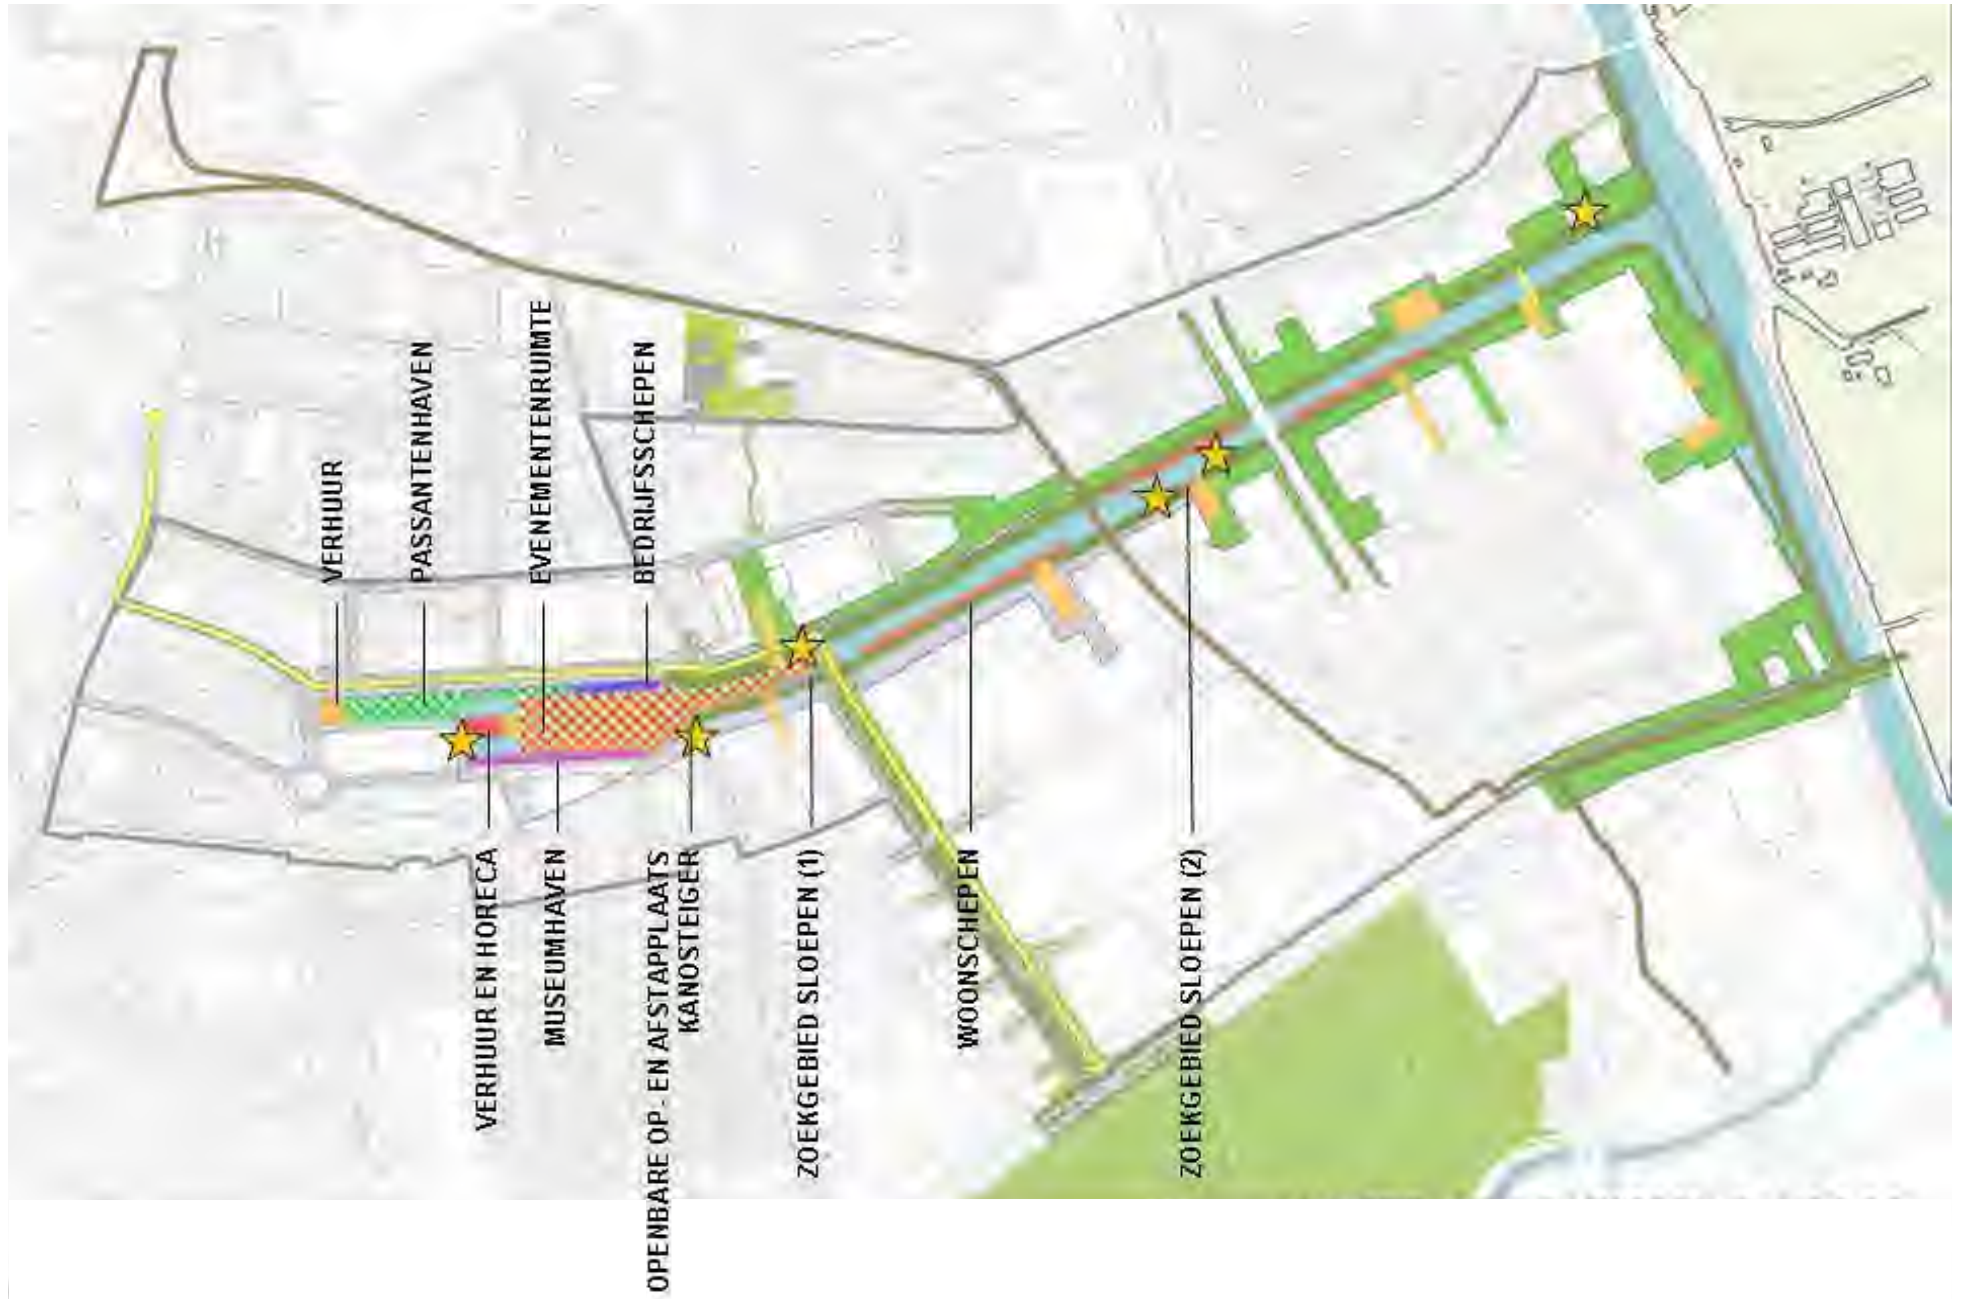 VERHUUR
PASSANTENHAVEN
EVENEMENTENRUIMTE
BEDRIJFSSCHEPEN
VERHUUR EN HORECA
MUSEUMHAVEN
OPENBARE OP- EN AFSTAPPLAATS
KANOSTEIGER
ZOEKGEBIED SLOEPEN (1)
WOONSCHEPEN
ZOEKGEBIED SLOEPEN (2)